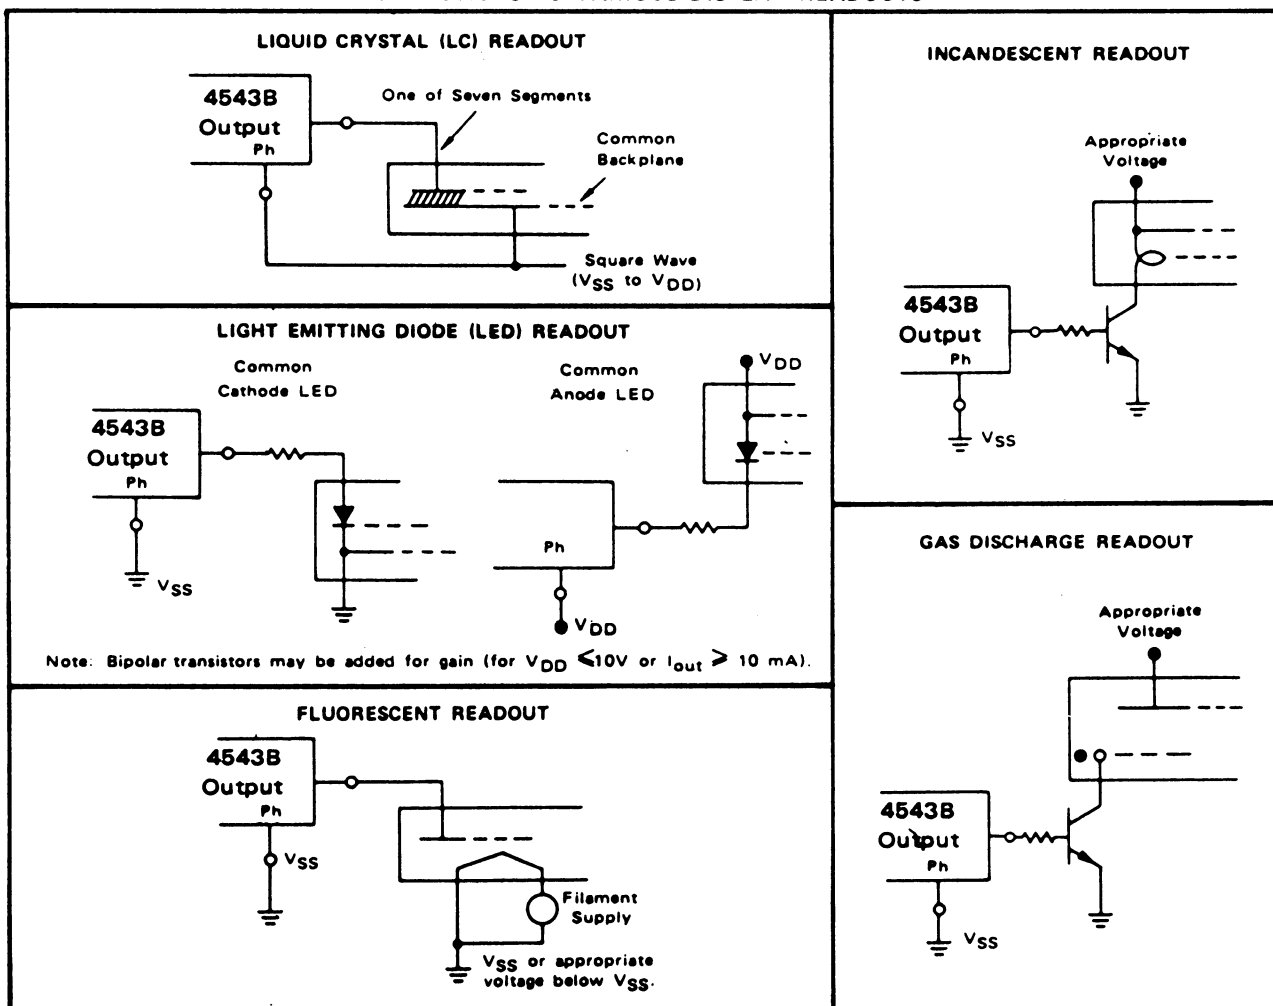 LIQUID CRYSTAL (LC) READOUT
4543B
Output
Ph
One of Seven Segments
Common
Backplane
Square Wave
(VSS to VDD)
LIGHT EMITTING DIODE (LED) READOUT
Common
Cathode LED
4543B
Output
Ph
VSS
Common
Anode LED
VDD
Ph
VDD
Note: Bipolar transistors may be added for gain (for VDD ⩽10V or Iout ⩾ 10 mA).
FLUORESCENT READOUT
4543B
Output
Ph
VSS
Filament
Supply
VSS or appropriate
voltage below VSS.
INCANDESCENT READOUT
Appropriate
Voltage
4543B
Output
Ph
VSS
GAS DISCHARGE READOUT
Appropriate
Voltage
4543B
Output
Ph
VSS